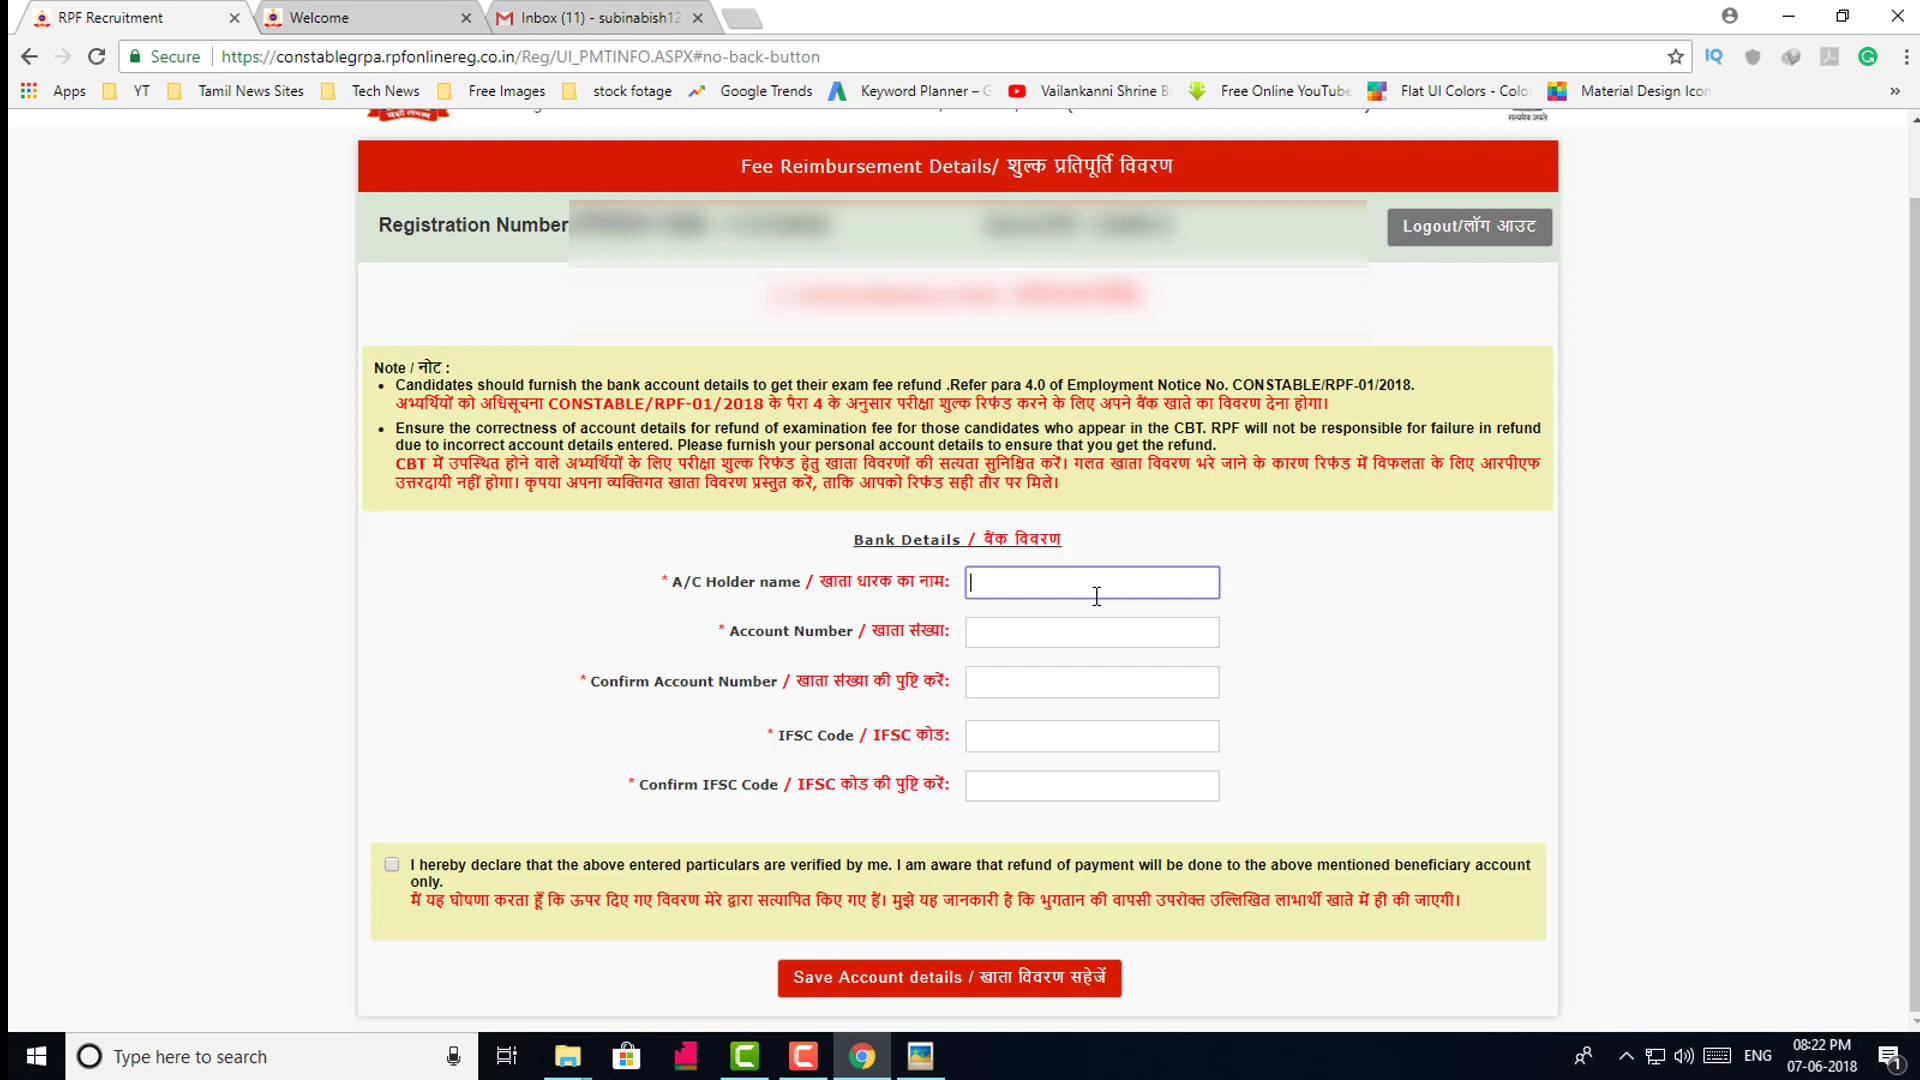 RPF Recruitment
Welcome
Inbox (11) - subinabish12
Secure
https://constablegrpa.rpfonlinereg.co.in/Reg/UI_PMTINFO.ASPX#no-back-button
Apps YT Tamil News Sites Tech News Free Images stock fotage Google Trends Keyword Planner – Vailankanni Shrine B Free Online YouTube Flat UI Colors - Colo Material Design Icon
सत्यमेव जयते
Fee Reimbursement Details/ शुल्क प्रतिपूर्ति विवरण
Registration Number
Logout/लॉग आउट
Note / नोट :
Candidates should furnish the bank account details to get their exam fee refund .Refer para 4.0 of Employment Notice No. CONSTABLE/RPF-01/2018.
अभ्यर्थियों को अधिसूचना CONSTABLE/RPF-01/2018 के पैरा 4 के अनुसार परीक्षा शुल्क रिफंड करने के लिए अपने बैंक खाते का विवरण देना होगा।
Ensure the correctness of account details for refund of examination fee for those candidates who appear in the CBT. RPF will not be responsible for failure in refund
due to incorrect account details entered. Please furnish your personal account details to ensure that you get the refund.
CBT में उपस्थित होने वाले अभ्यर्थियों के लिए परीक्षा शुल्क रिफंड हेतु खाता विवरणों की सत्यता सुनिश्चित करें। गलत खाता विवरण भरे जाने के कारण रिफंड में विफलता के लिए आरपीएफ
उत्तरदायी नहीं होगा। कृपया अपना व्यक्तिगत खाता विवरण प्रस्तुत करें, ताकि आपको रिफंड सही तौर पर मिले।
Bank Details / बैंक विवरण
* A/C Holder name / खाता धारक का नाम:
* Account Number / खाता संख्या:
* Confirm Account Number / खाता संख्या की पुष्टि करें:
* IFSC Code / IFSC कोड:
* Confirm IFSC Code / IFSC कोड की पुष्टि करें:
I hereby declare that the above entered particulars are verified by me. I am aware that refund of payment will be done to the above mentioned beneficiary account
only.
मैं यह घोषणा करता हूँ कि ऊपर दिए गए विवरण मेरे द्वारा सत्यापित किए गए हैं। मुझे यह जानकारी है कि भुगतान की वापसी उपरोक्त उल्लिखित लाभार्थी खाते में ही की जाएगी।
Save Account details / खाता विवरण सहेजें
Type here to search
ENG
08:22 PM
07-06-2018
1